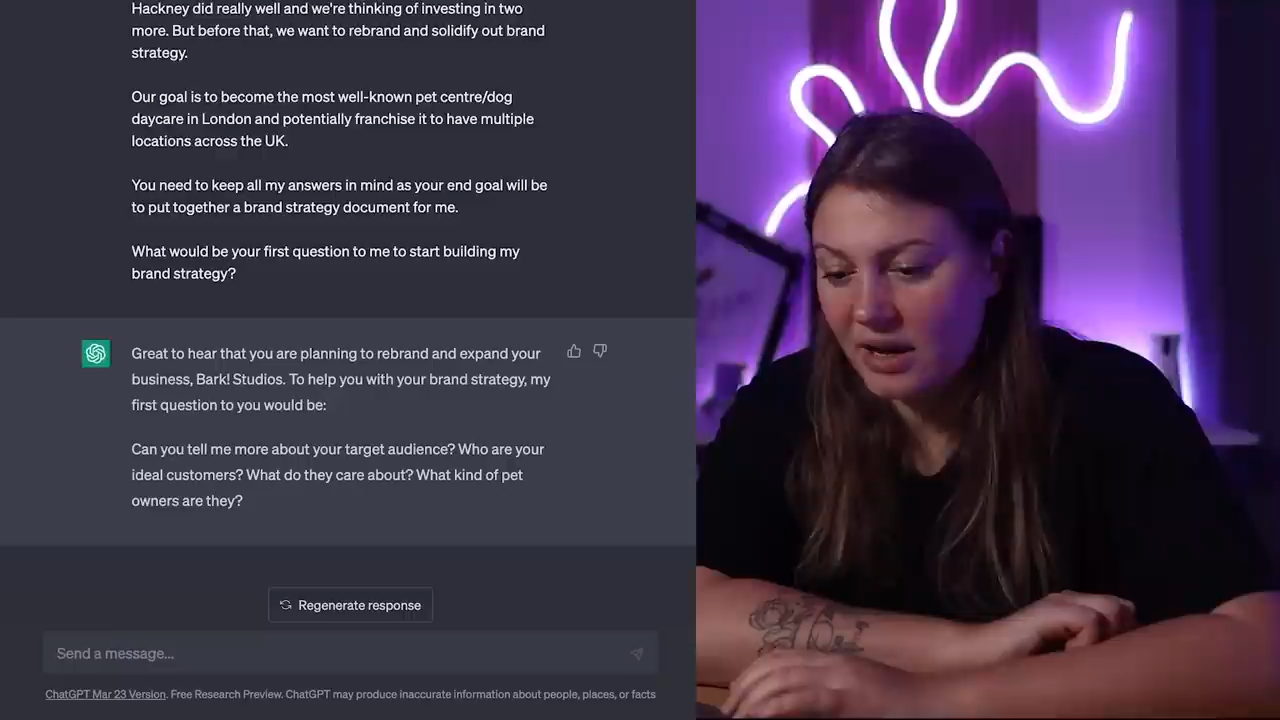 Hackney did really well and we're thinking of investing in two
more. But before that, we want to rebrand and solidify out brand
strategy.
Our goal is to become the most well-known pet centre/dog
daycare in London and potentially franchise it to have multiple
locations across the UK.
You need to keep all my answers in mind as your end goal will be
to put together a brand strategy document for me.
What would be your first question to me to start building my
brand strategy?
Great to hear that you are planning to rebrand and expand your
business, Bark! Studios. To help you with your brand strategy, my
first question to you would be:
Can you tell me more about your target audience? Who are your
ideal customers? What do they care about? What kind of pet
owners are they?
Regenerate response
Send a message...
ChatGPT Mar 23 Version. Free Research Preview. ChatGPT may produce inaccurate information about people, places, or facts